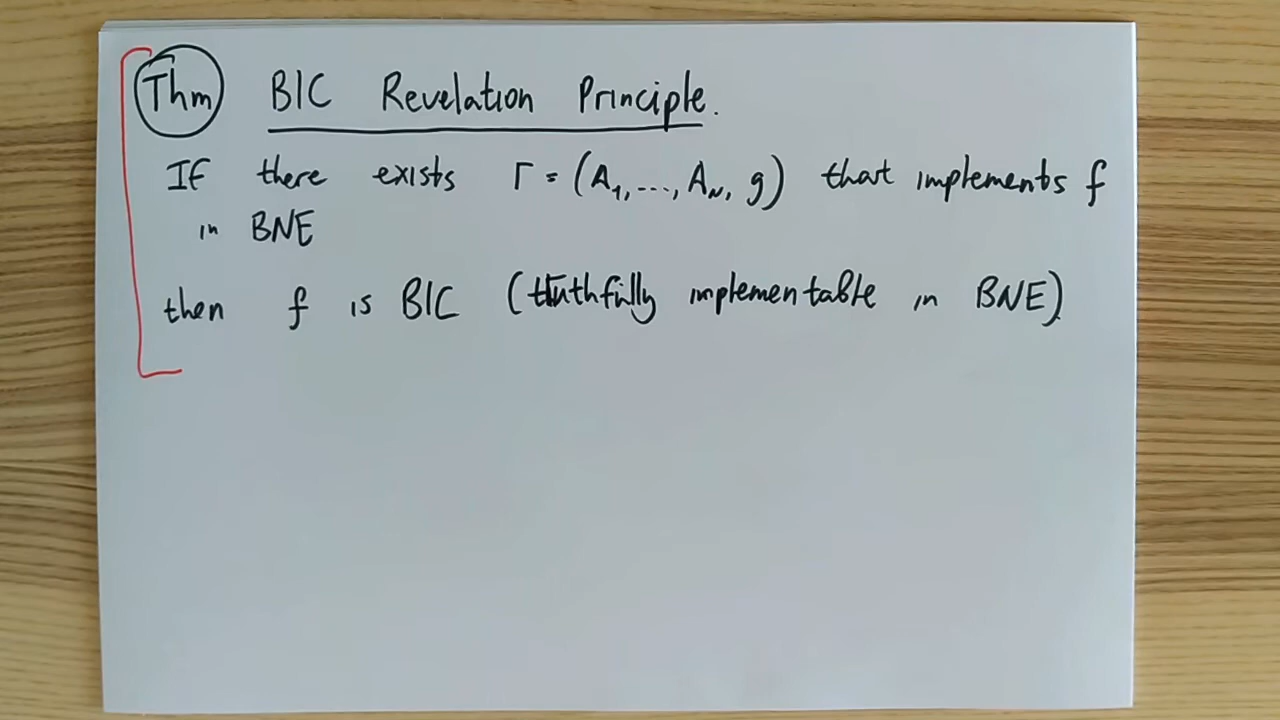 Thm BIC Revelation Principle.
If there exists Γ = (A₁, ..., Aₙ, g) that implements f
in BNE
then f is BIC (truthfully implementable in BNE)